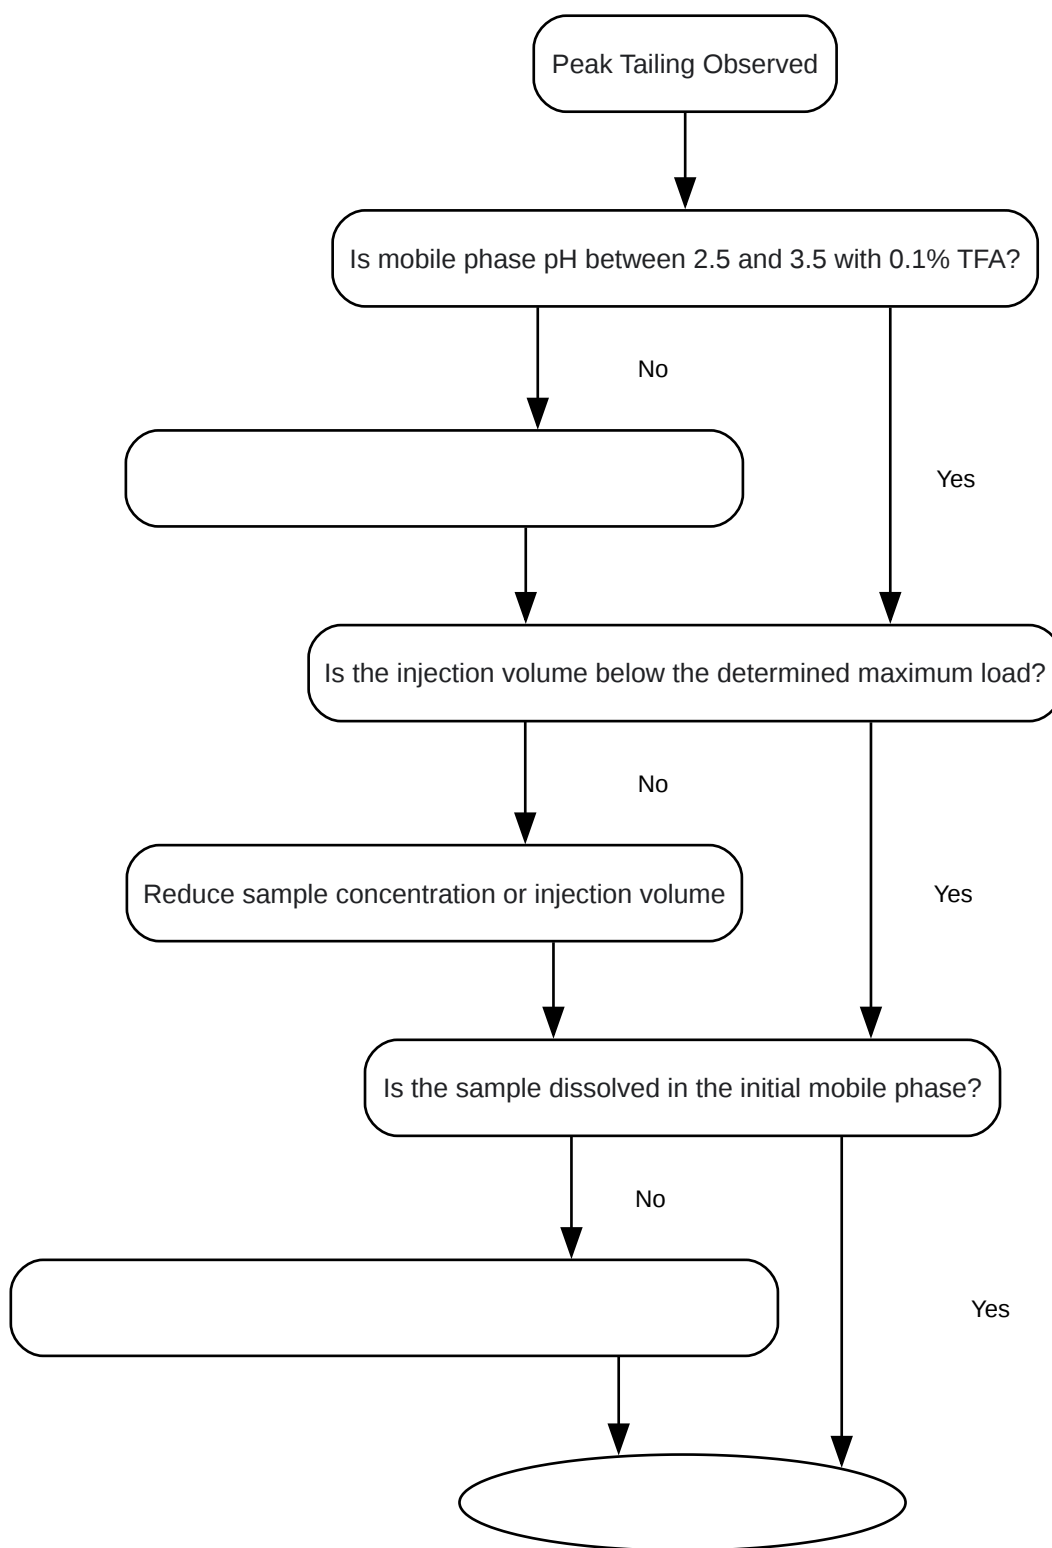 Peak Tailing Observed
Is mobile phase pH between 2.5 and 3.5 with 0.1% TFA?
No
Yes
Is the injection volume below the determined maximum load?
No
Reduce sample concentration or injection volume
Yes
Is the sample dissolved in the initial mobile phase?
No
Yes